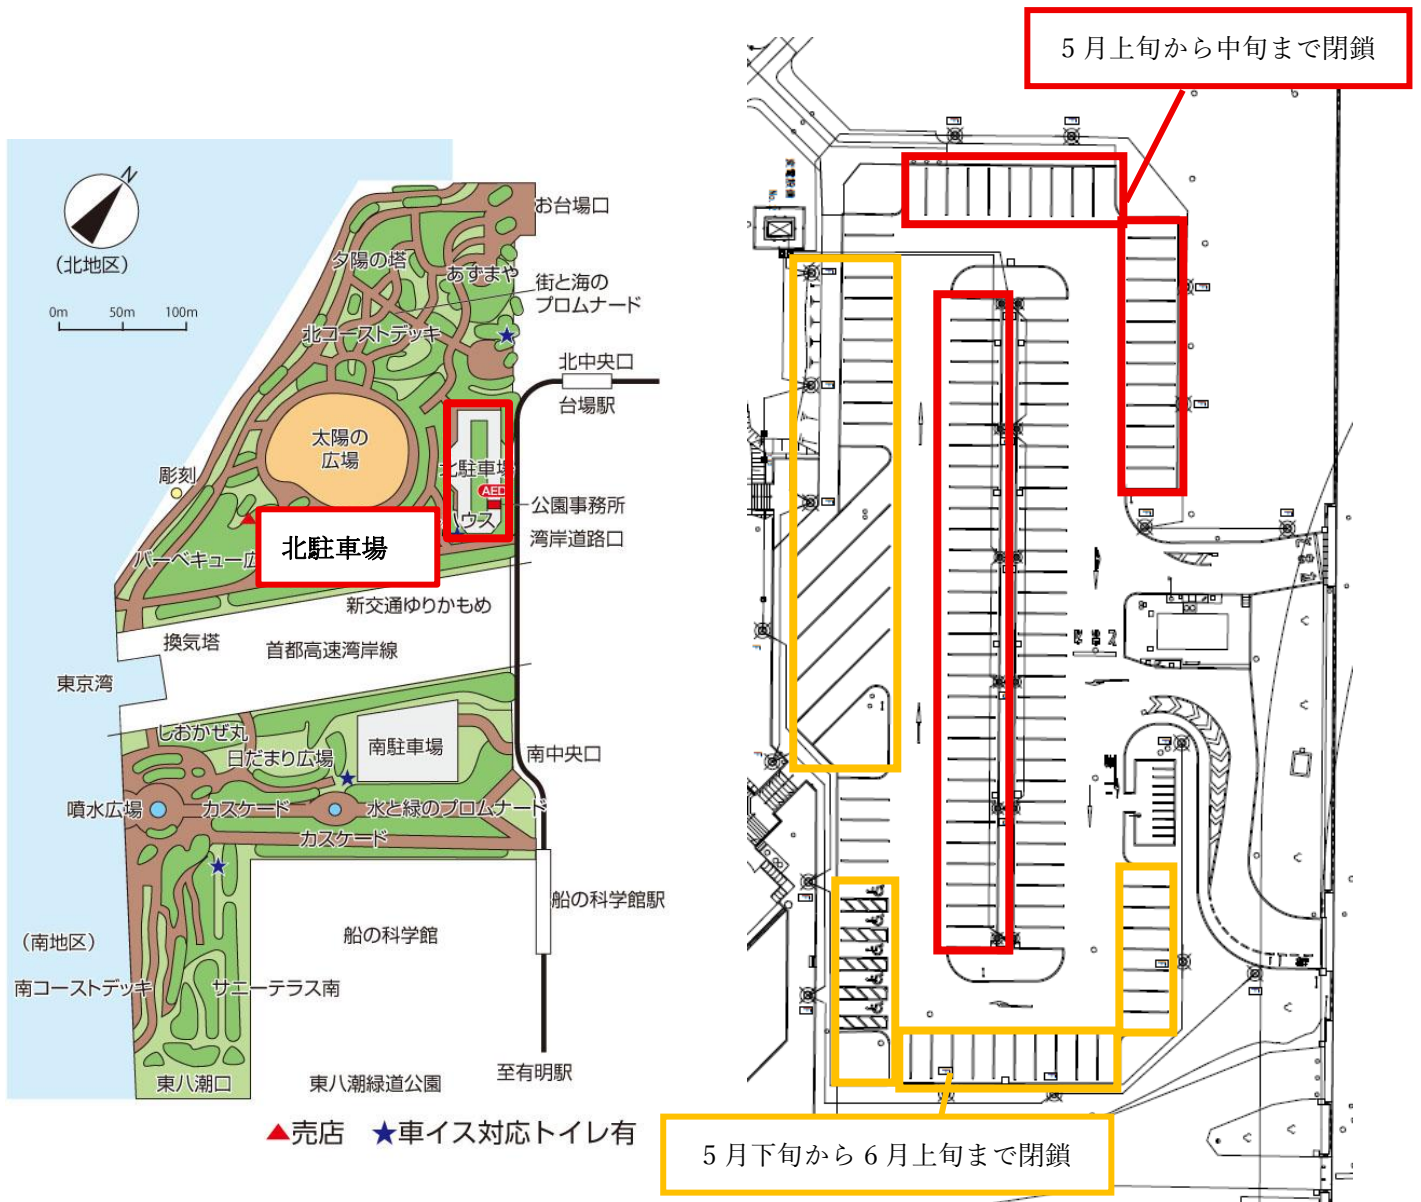 5月上旬から中旬まで閉鎖
N
(北地区)
0m 50m 100m
お台場口
夕陽の塔
あずまや
街と海の
プロムナード
北コーストデッキ
北中央口
台場駅
太陽の
広場
彫刻
北駐車場
AED
公園事務所
ハウス
湾岸道路口
北駐車場
バーベキュー広
新交通ゆりかもめ
換気塔
首都高速湾岸線
東京湾
しおかぜ丸
日だまり広場
南駐車場
南中央口
噴水広場
カスケード
水と緑のプロムナード
カスケード
船の科学館駅
(南地区)
船の科学館
南コーストデッキ
サニーテラス南
東八潮口
東八潮緑道公園
至有明駅
▲売店 ★車イス対応トイレ有
5月下旬から6月上旬まで閉鎖